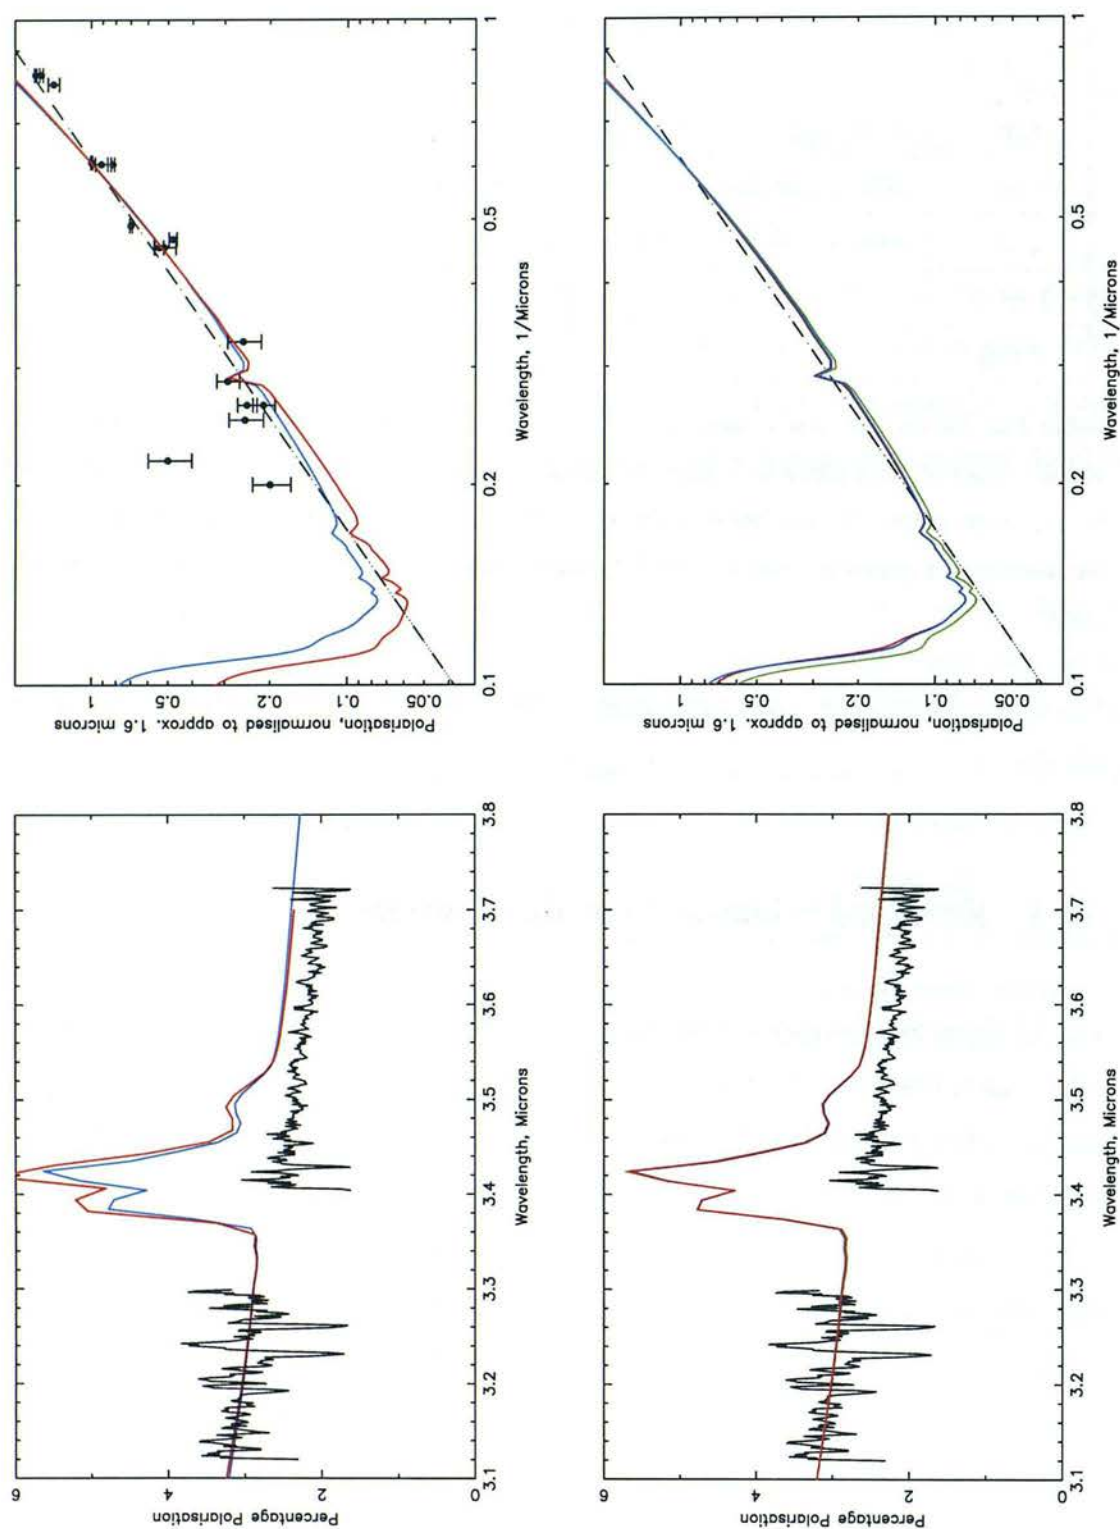 Percentage Polarisation
6
4
2
0
3.1 3.2 3.3 3.4 3.5 3.6 3.7 3.8
Wavelength, Microns
Polarisation, normalised to approx. 1.6 microns
1
0.5
0.2
0.1
0.05
0.1 0.2 0.5 1
Wavelength, 1/Microns
Percentage Polarisation
6
4
2
0
3.1 3.2 3.3 3.4 3.5 3.6 3.7 3.8
Wavelength, Microns
Polarisation, normalised to approx. 1.6 microns
1
0.5
0.2
0.1
0.05
0.1 0.2 0.5 1
Wavelength, 1/Microns